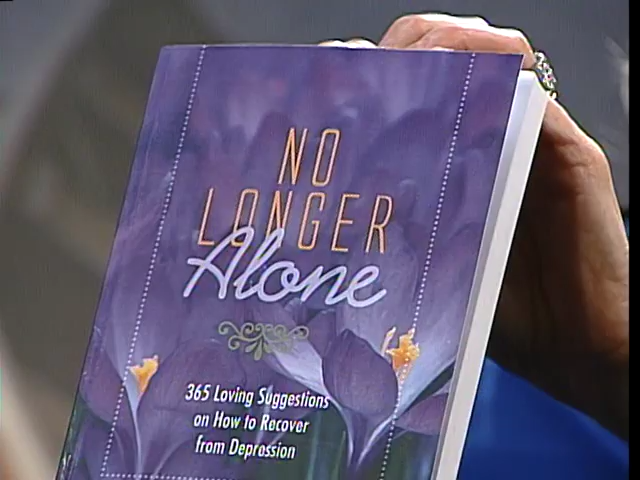 NO
LONGER
Alone
365 Loving Suggestions
on How to Recover
from Depression